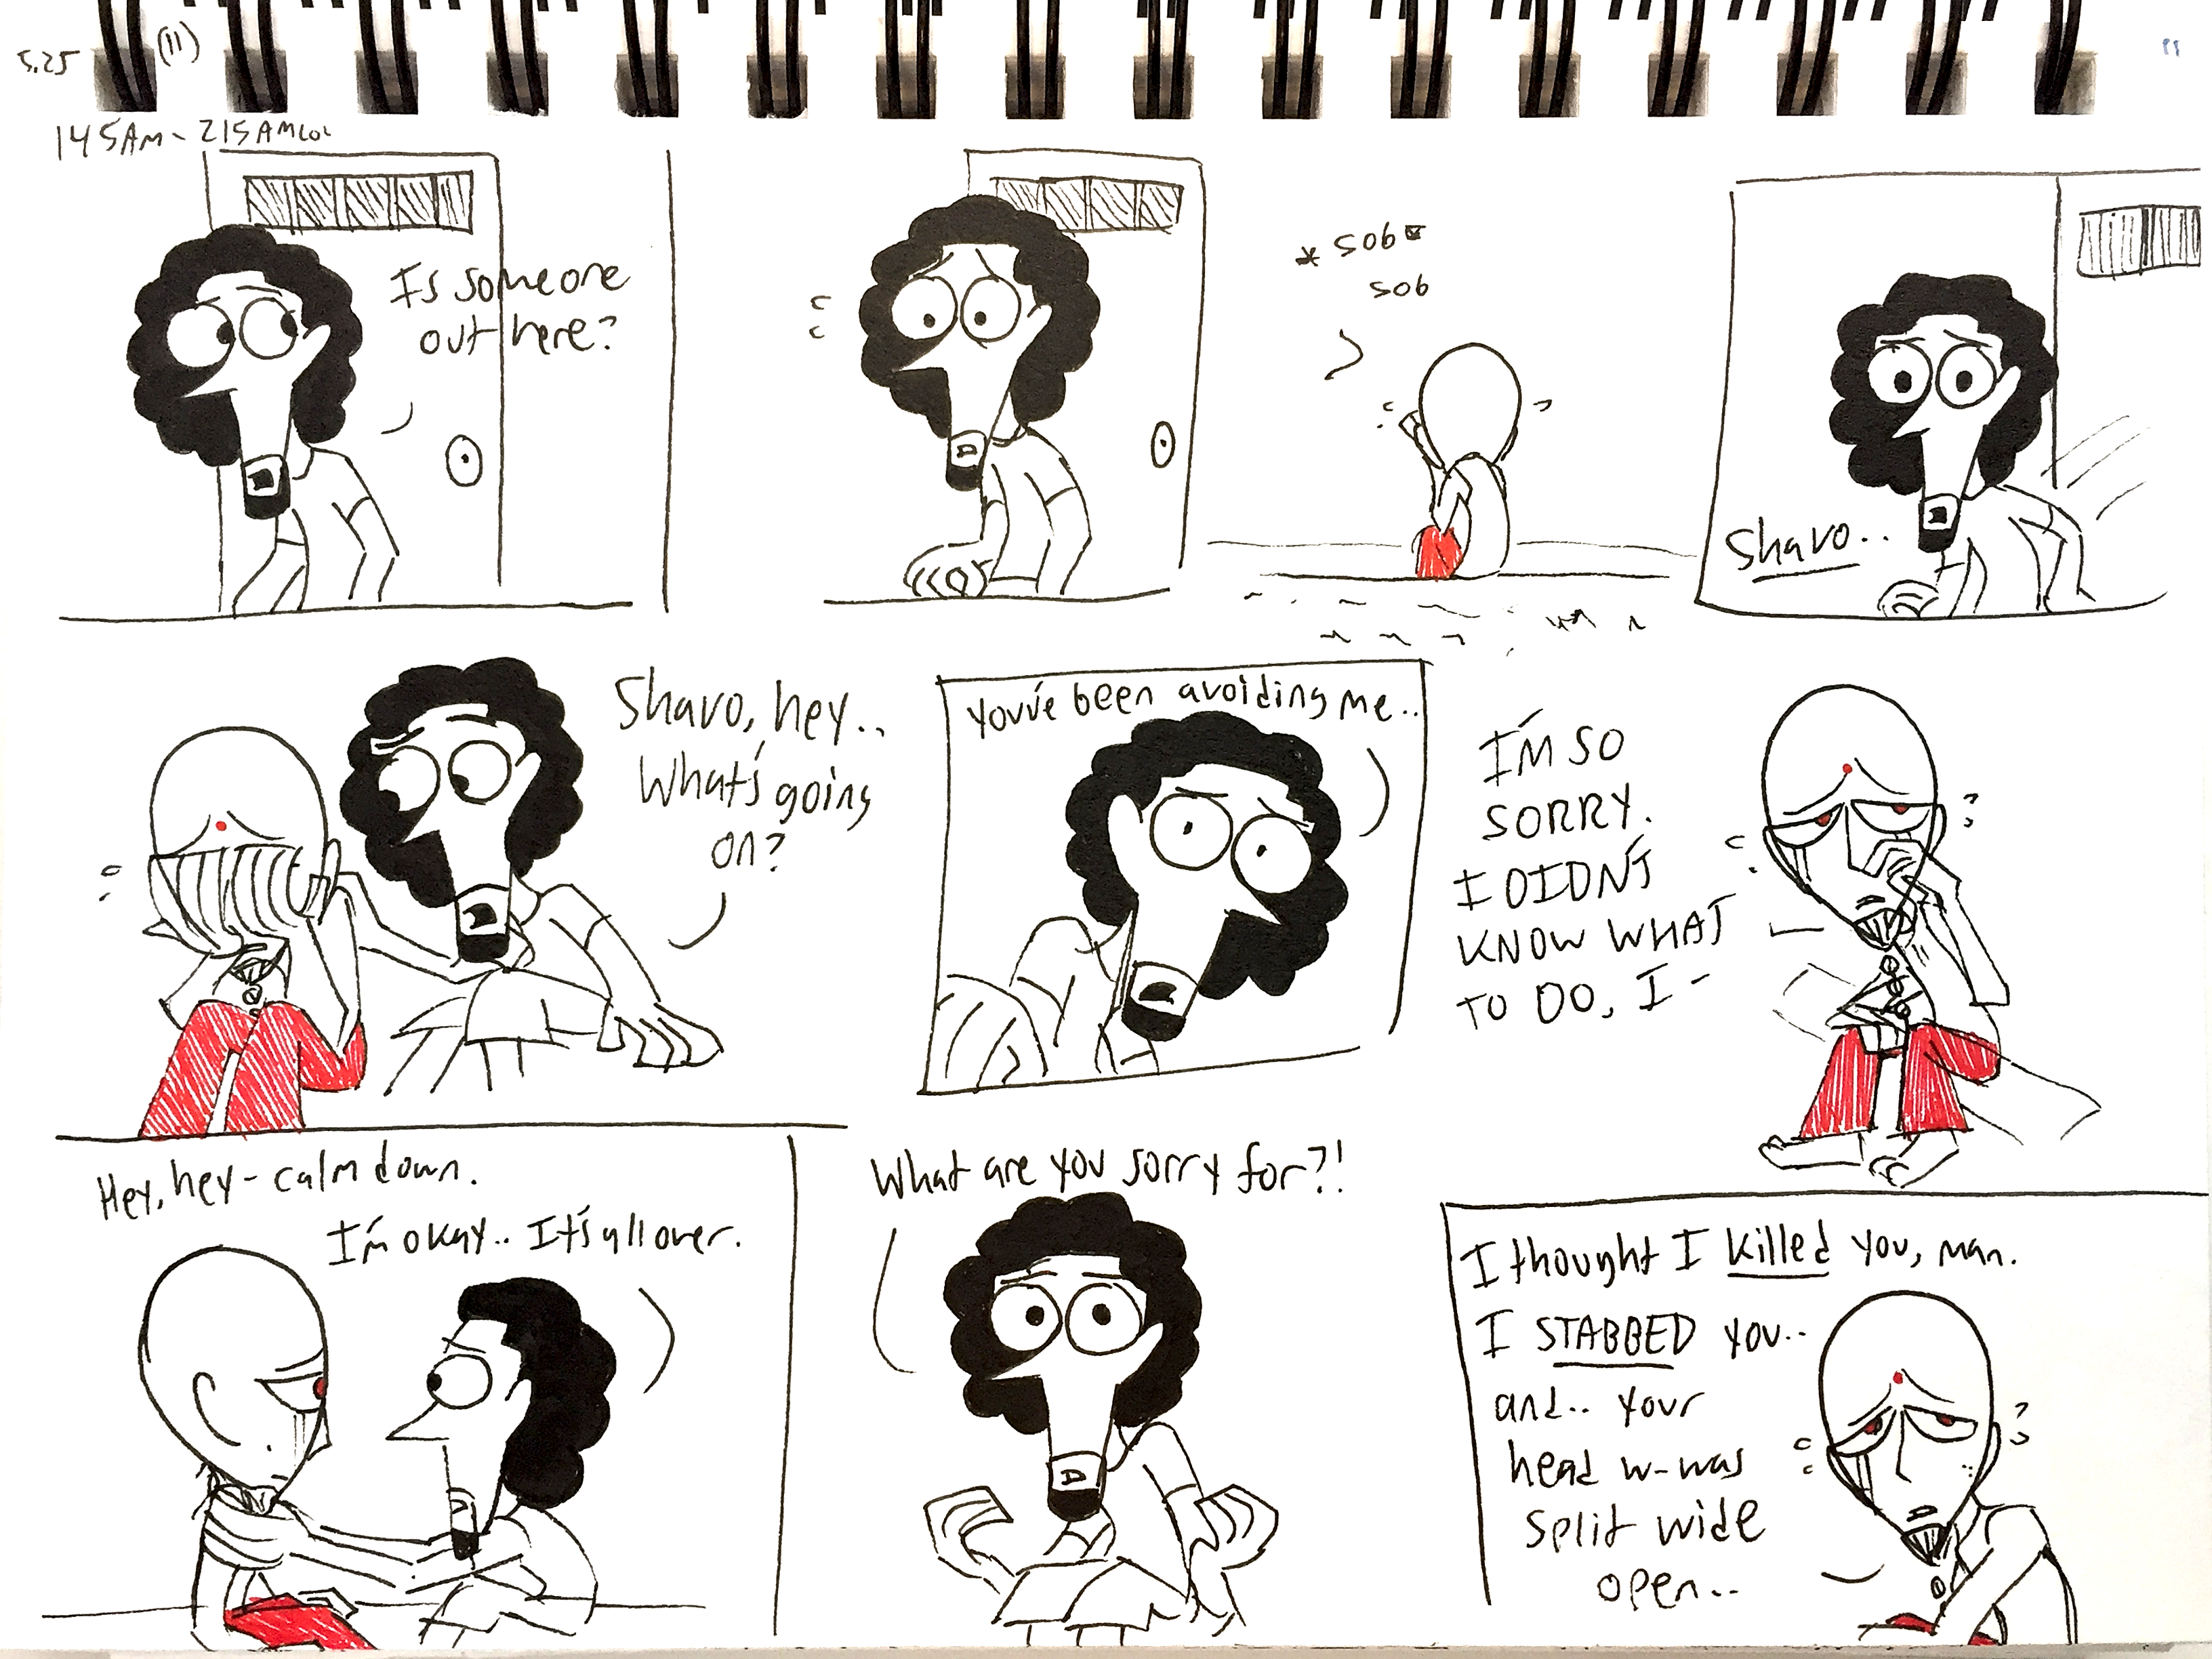 5.25
(11)
145AM - 215AM LOL
Is someone
out here?
* SOB *
SOB
Shavo..
Shavo, hey..
What's going
on?
You've been avoiding me..
I'M SO
SORRY.
I DIDN'T
KNOW WHAT
TO DO, I -
Hey, hey - calm down.
I'm okay.. It's all over.
What are you sorry for?!
I thought I killed you, man.
I STABBED you..
and.. your
head w-was
split wide
open..